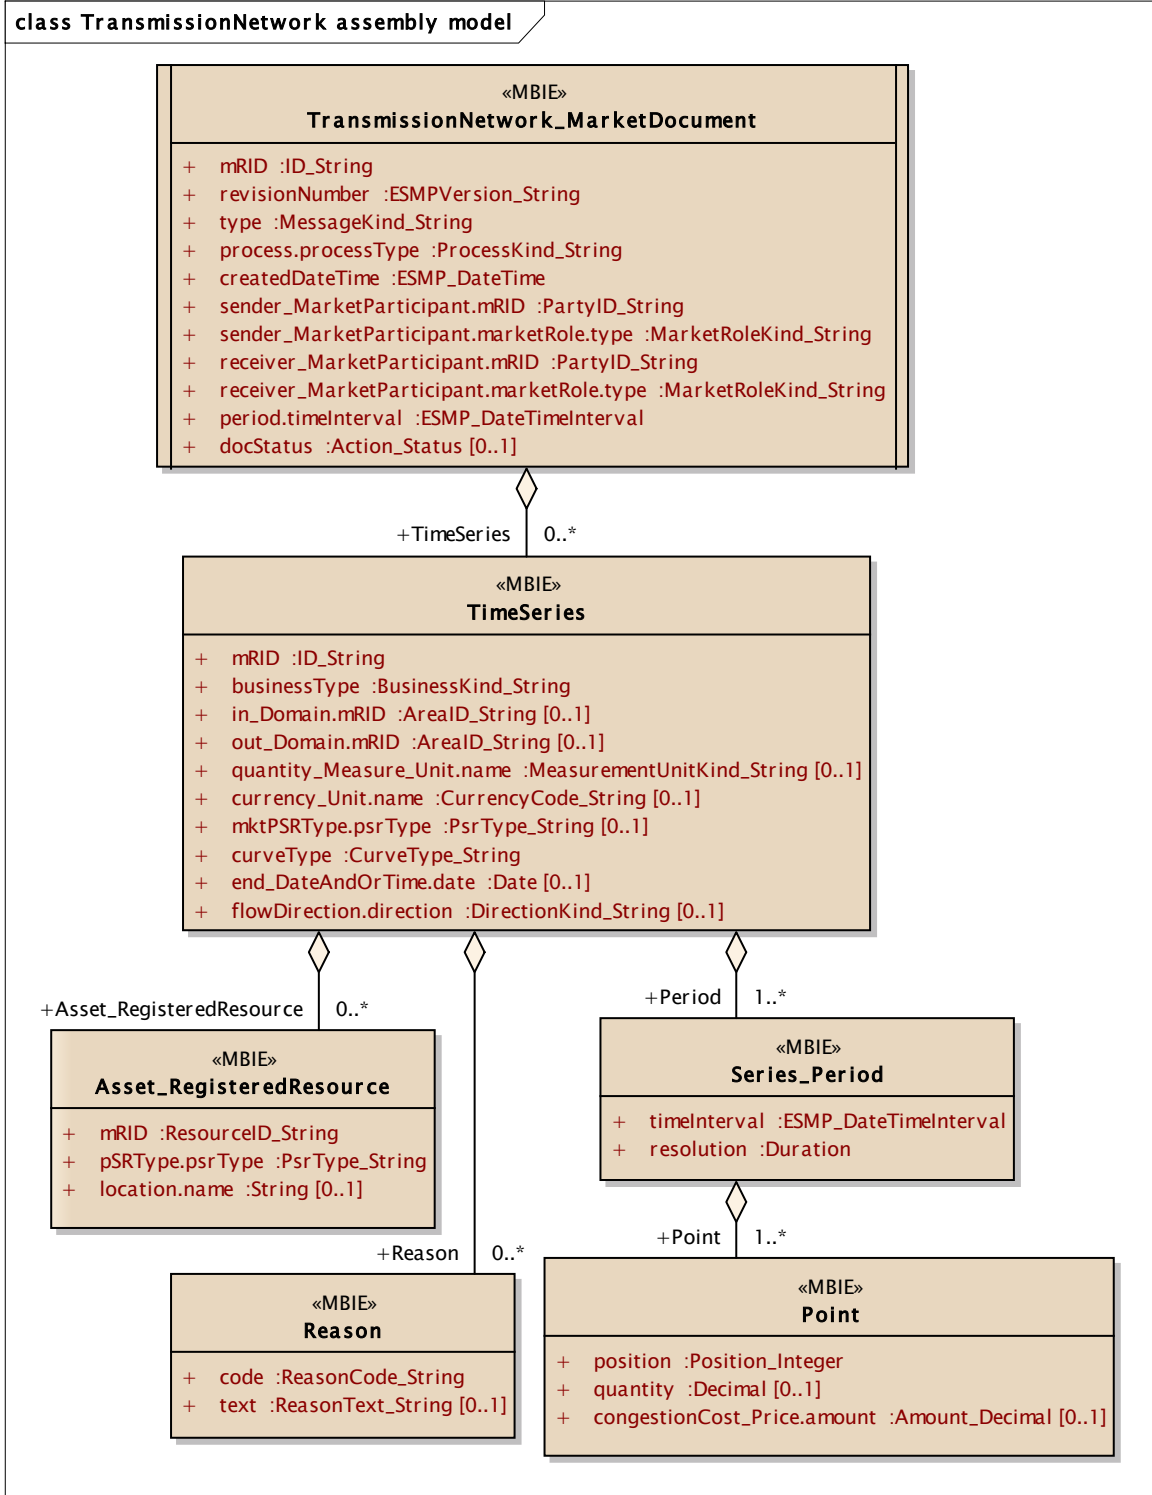 class TransmissionNetwork assembly model
«MBIE»
TransmissionNetwork_MarketDocument
+ mRID :ID_String
+ revisionNumber :ESMPVersion_String
+ type :MessageKind_String
+ process.processType :ProcessKind_String
+ createdDateTime :ESMP_DateTime
+ sender_MarketParticipant.mRID :PartyID_String
+ sender_MarketParticipant.marketRole.type :MarketRoleKind_String
+ receiver_MarketParticipant.mRID :PartyID_String
+ receiver_MarketParticipant.marketRole.type :MarketRoleKind_String
+ period.timeInterval :ESMP_DateTimeInterval
+ docStatus :Action_Status [0..1]
+TimeSeries 0..*
«MBIE»
TimeSeries
+ mRID :ID_String
+ businessType :BusinessKind_String
+ in_Domain.mRID :AreaID_String [0..1]
+ out_Domain.mRID :AreaID_String [0..1]
+ quantity_Measure_Unit.name :MeasurementUnitKind_String [0..1]
+ currency_Unit.name :CurrencyCode_String [0..1]
+ mktPSRType.psrType :PsrType_String [0..1]
+ curveType :CurveType_String
+ end_DateAndOrTime.date :Date [0..1]
+ flowDirection.direction :DirectionKind_String [0..1]
+Asset_RegisteredResource 0..*
«MBIE»
Asset_RegisteredResource
+ mRID :ResourceID_String
+ pSRType.psrType :PsrType_String
+ location.name :String [0..1]
+Period 1..*
«MBIE»
Series_Period
+ timeInterval :ESMP_DateTimeInterval
+ resolution :Duration
+Reason 0..*
«MBIE»
Reason
+ code :ReasonCode_String
+ text :ReasonText_String [0..1]
+Point 1..*
«MBIE»
Point
+ position :Position_Integer
+ quantity :Decimal [0..1]
+ congestionCost_Price.amount :Amount_Decimal [0..1]